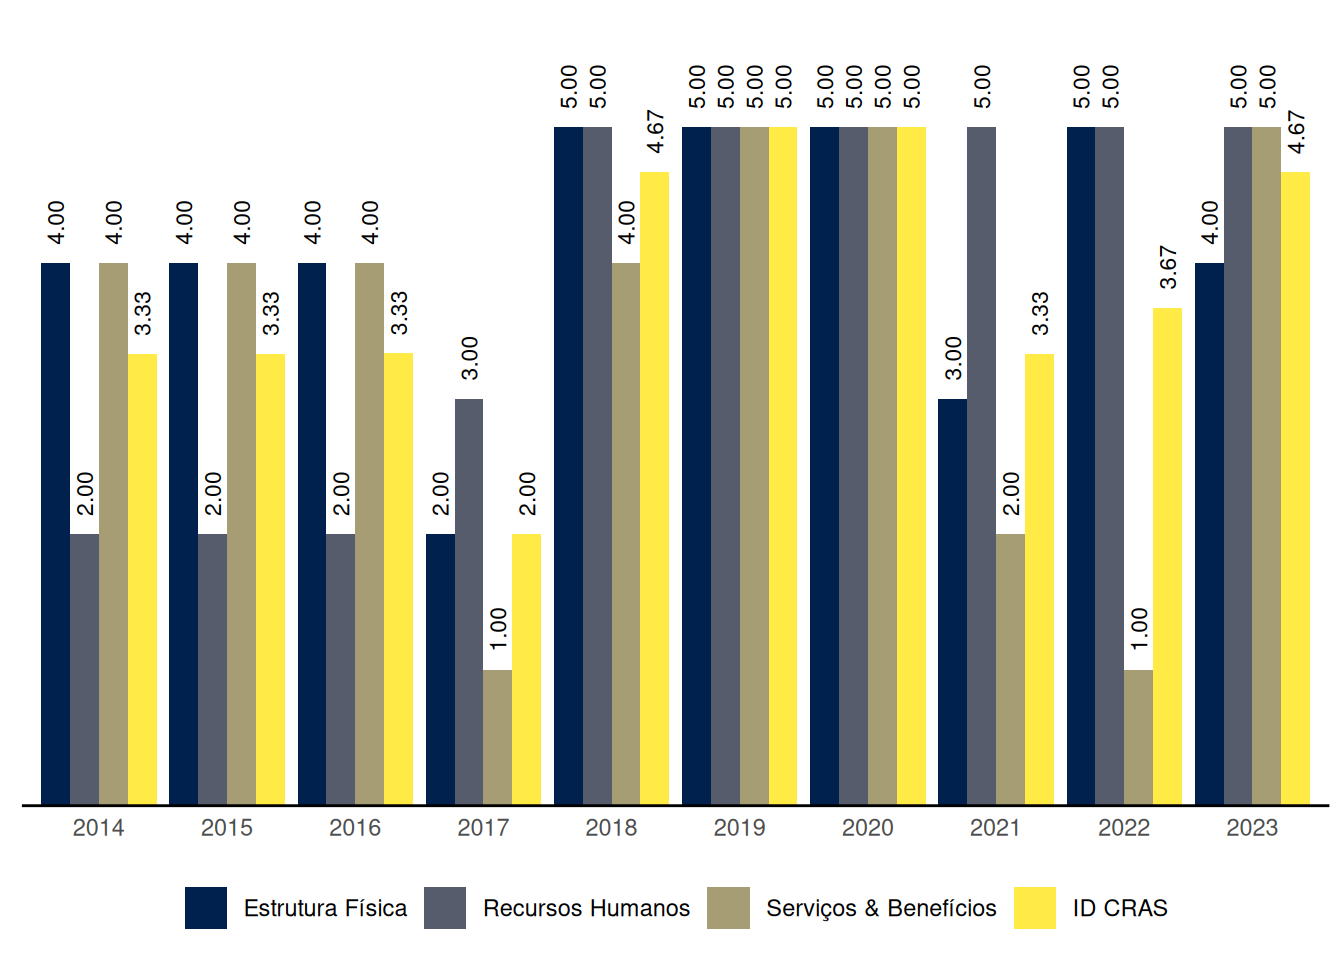 4.00 2.00 4.00 3.33
4.00 2.00 4.00 3.33
4.00 2.00 4.00 3.33
2.00 3.00 1.00 2.00
5.00 5.00 4.00 4.67
5.00 5.00 5.00 5.00
5.00 5.00 5.00 5.00
3.00 5.00 2.00 3.33
5.00 5.00 1.00 3.67
4.00 5.00 5.00 4.67
2014 2015 2016 2017 2018 2019 2020 2021 2022 2023
Estrutura Física Recursos Humanos Serviços & Benefícios ID CRAS